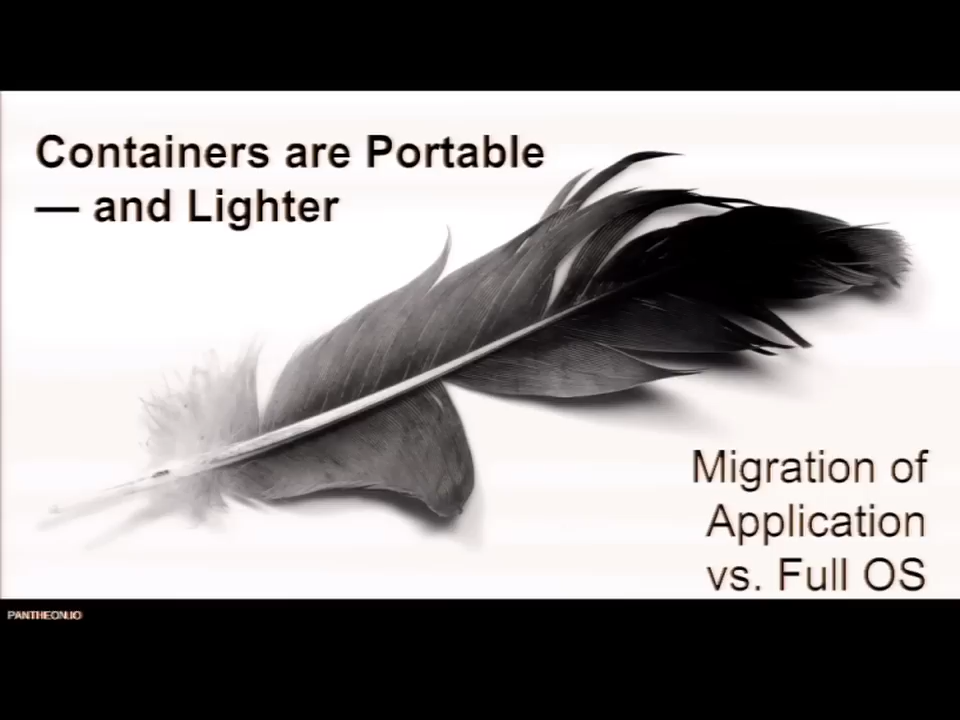 Containers are Portable
— and Lighter
Migration of
Application
vs. Full OS
PANTHEON.IO